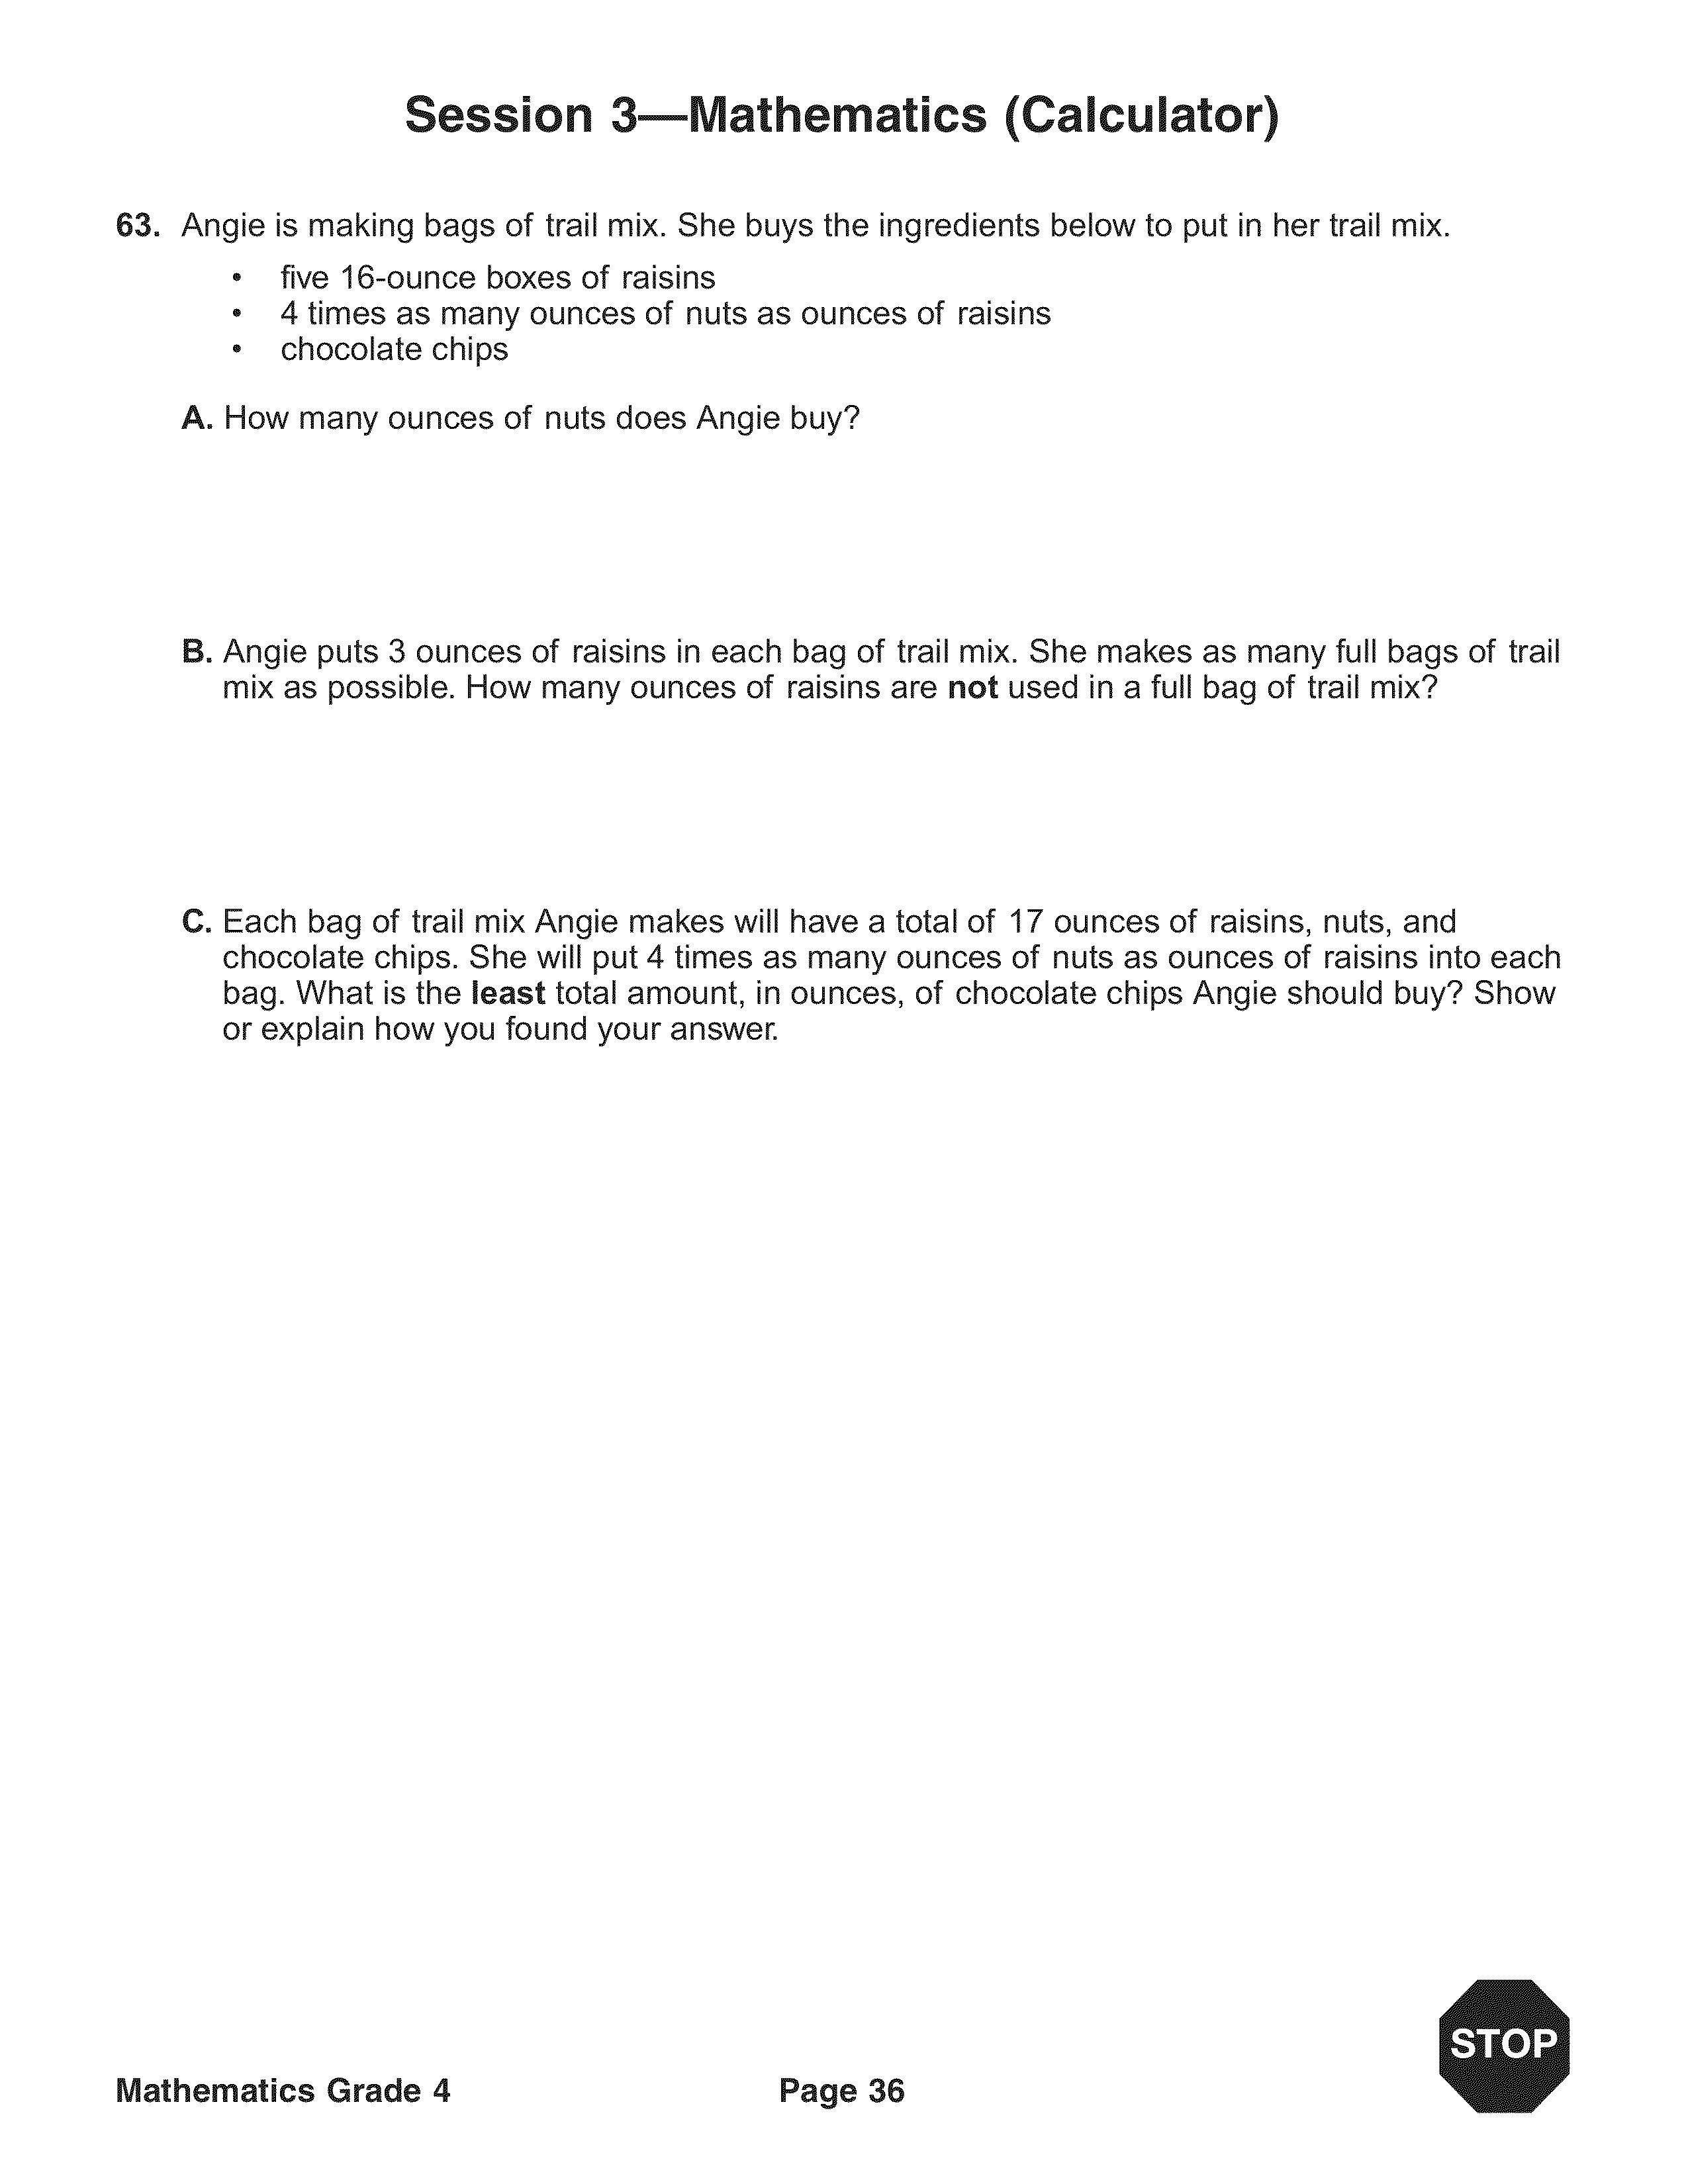 Session 3—Mathematics (Calculator)
63. Angie is making bags of trail mix. She buys the ingredients below to put in her trail mix.
• five 16-ounce boxes of raisins
• 4 times as many ounces of nuts as ounces of raisins
• chocolate chips
A. How many ounces of nuts does Angie buy?
B. Angie puts 3 ounces of raisins in each bag of trail mix. She makes as many full bags of trail
mix as possible. How many ounces of raisins are not used in a full bag of trail mix?
C. Each bag of trail mix Angie makes will have a total of 17 ounces of raisins, nuts, and
chocolate chips. She will put 4 times as many ounces of nuts as ounces of raisins into each
bag. What is the least total amount, in ounces, of chocolate chips Angie should buy? Show
or explain how you found your answer.
STOP
Mathematics Grade 4
Page 36